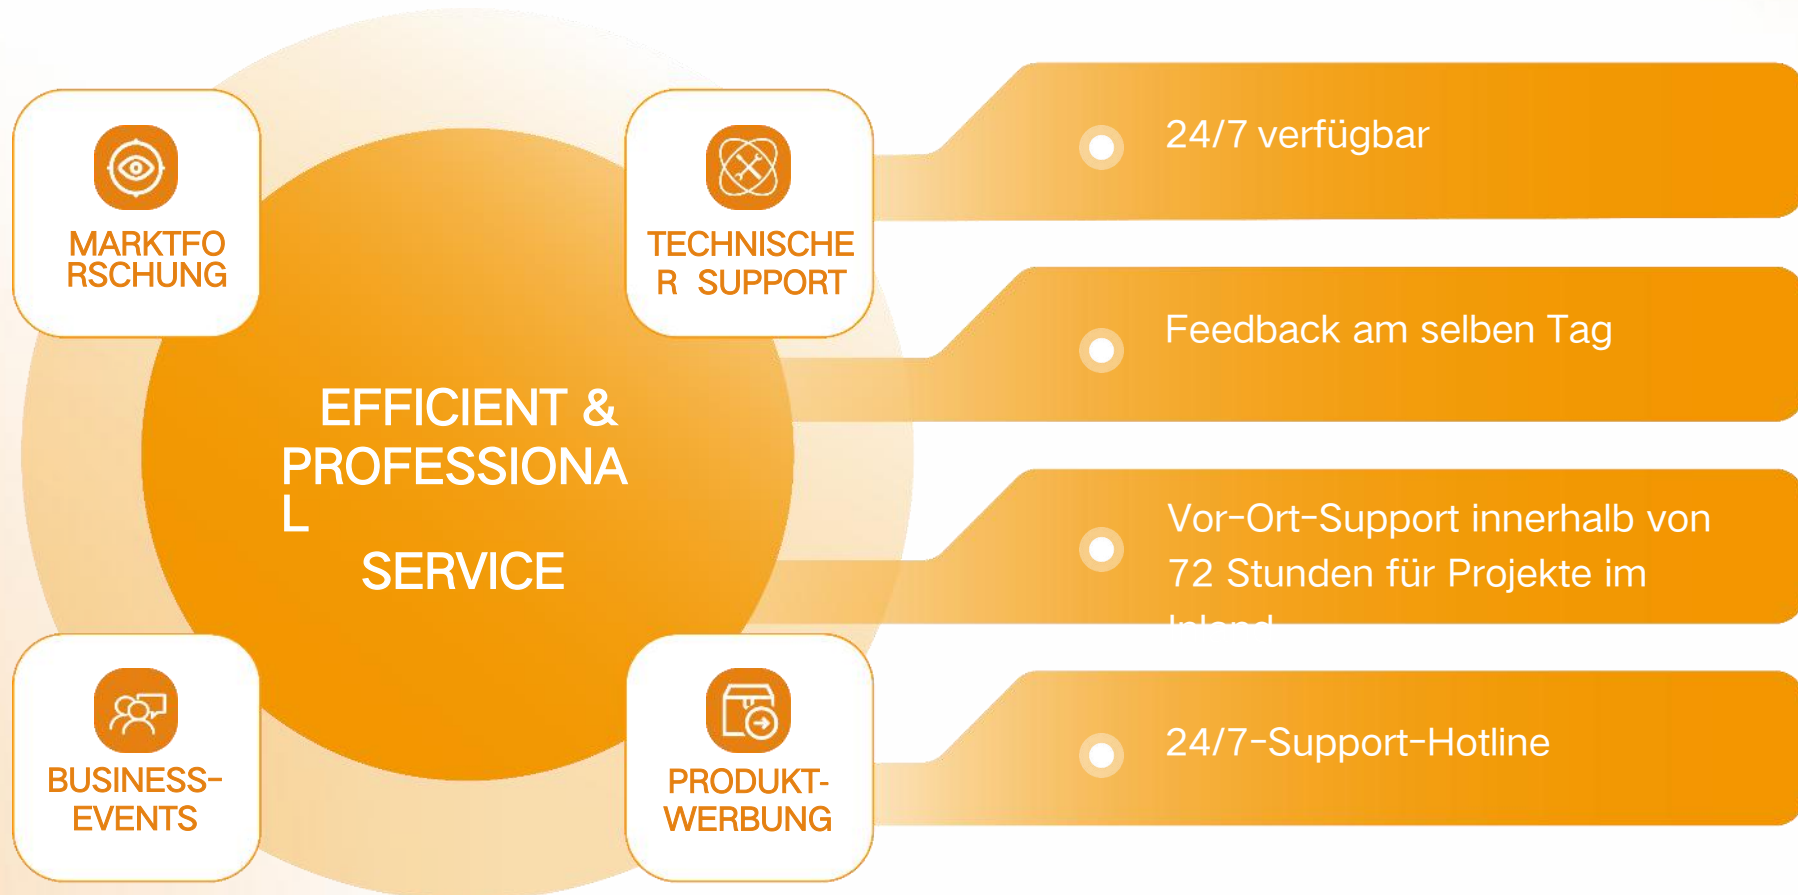 MARKTFO
RSCHUNG
TECHNISCHE
R SUPPORT
EFFICIENT &
PROFESSIONA
L
SERVICE
BUSINESS-
EVENTS
PRODUKT-
WERBUNG
24/7 verfügbar
Feedback am selben Tag
Vor-Ort-Support innerhalb von
72 Stunden für Projekte im
Inland
24/7-Support-Hotline